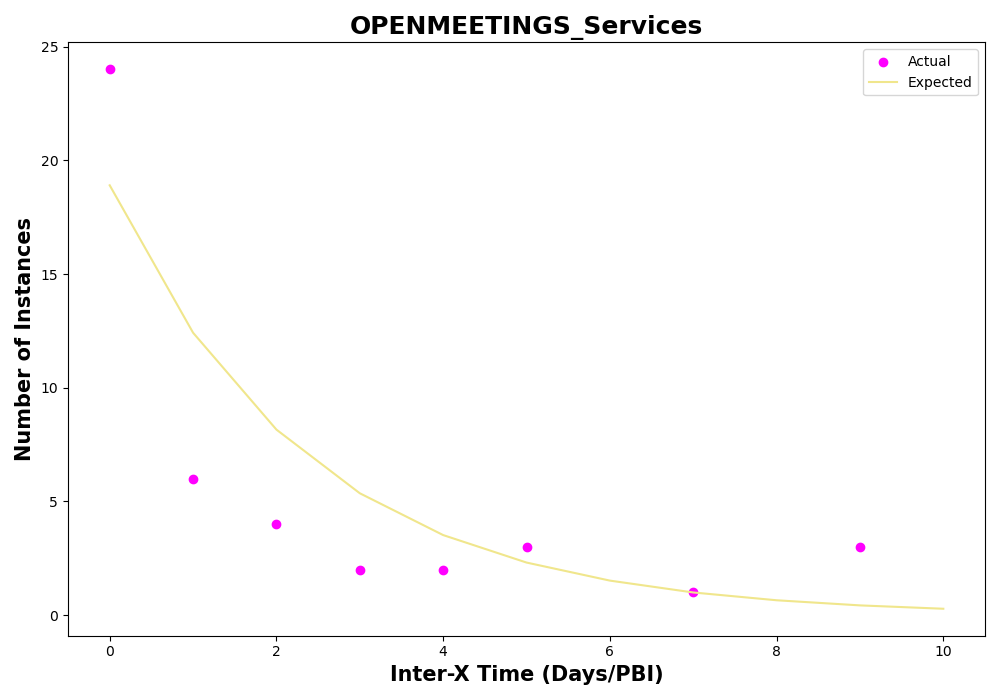 OPENMEETINGS_Services
Actual
Expected
Number of Instances
25
20
15
10
5
0
0 2 4 6 8 10
Inter-X Time (Days/PBI)